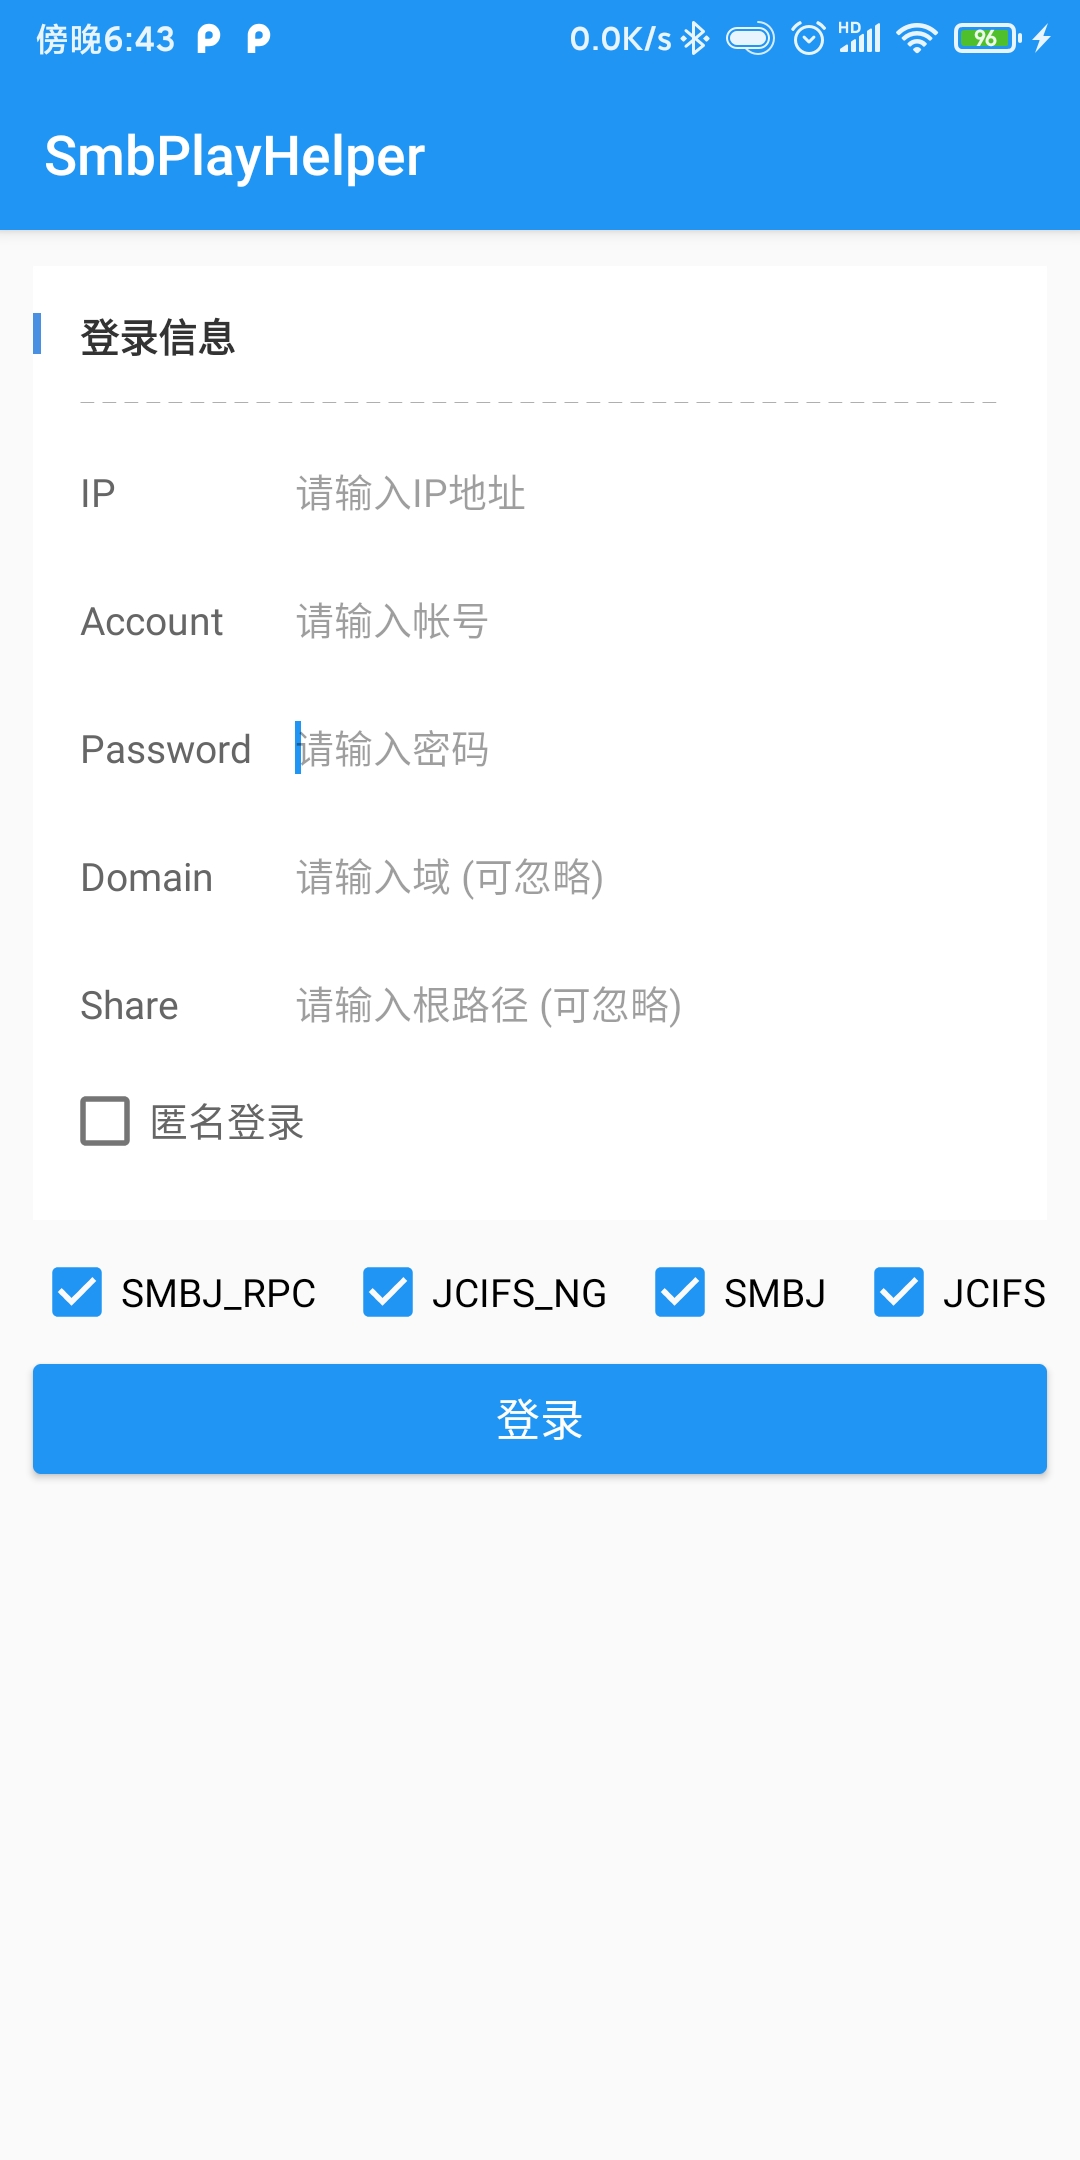 傍晚6:43 0.0K/s HD 96
SmbPlayHelper
登录信息
IP 请输入IP地址
Account 请输入帐号
Password 请输入密码
Domain 请输入域 (可忽略)
Share 请输入根路径 (可忽略)
匿名登录
SMBJ_RPC JCIFS_NG SMBJ JCIFS
登录